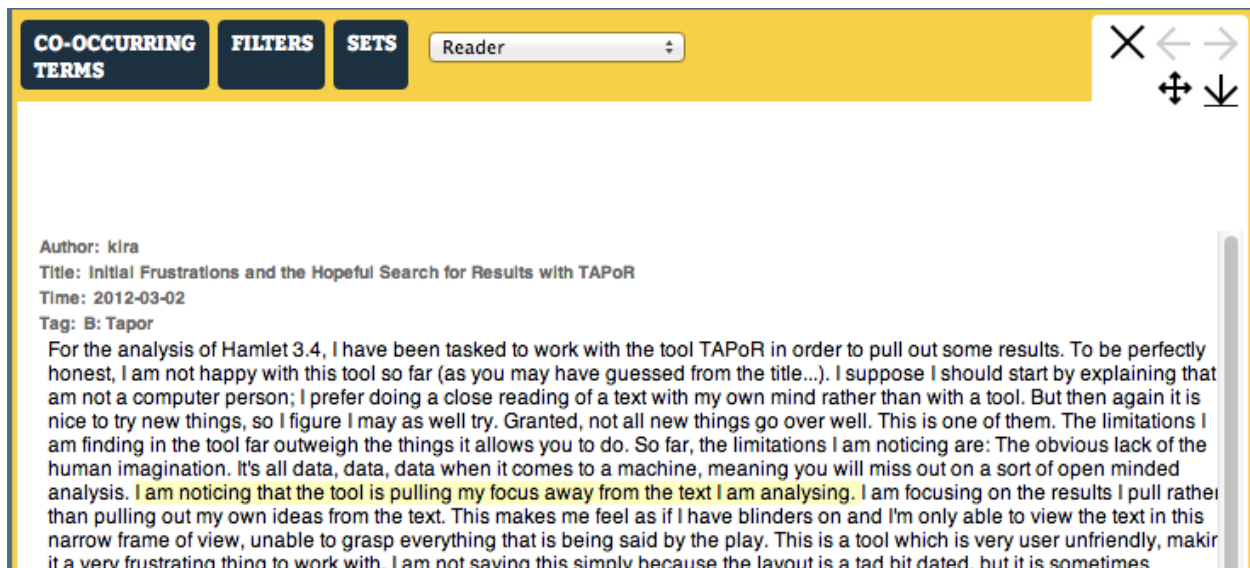 CO-OCCURRING
TERMS
FILTERS
SETS
Reader
Author: kira
Title: Initial Frustrations and the Hopeful Search for Results with TAPoR
Time: 2012-03-02
Tag: B: Tapor
For the analysis of Hamlet 3.4, I have been tasked to work with the tool TAPoR in order to pull out some results. To be perfectly
honest, I am not happy with this tool so far (as you may have guessed from the title...). I suppose I should start by explaining that
am not a computer person; I prefer doing a close reading of a text with my own mind rather than with a tool. But then again it is
nice to try new things, so I figure I may as well try. Granted, not all new things go over well. This is one of them. The limitations I
am finding in the tool far outweigh the things it allows you to do. So far, the limitations I am noticing are: The obvious lack of the
human imagination. It's all data, data, data when it comes to a machine, meaning you will miss out on a sort of open minded
analysis. I am noticing that the tool is pulling my focus away from the text I am analysing. I am focusing on the results I pull rather
than pulling out my own ideas from the text. This makes me feel as if I have blinders on and I'm only able to view the text in this
narrow frame of view, unable to grasp everything that is being said by the play. This is a tool which is very user unfriendly, makin
it a very frustrating thing to work with. I am not saying this simply because the layout is a tad bit dated, but it is sometimes